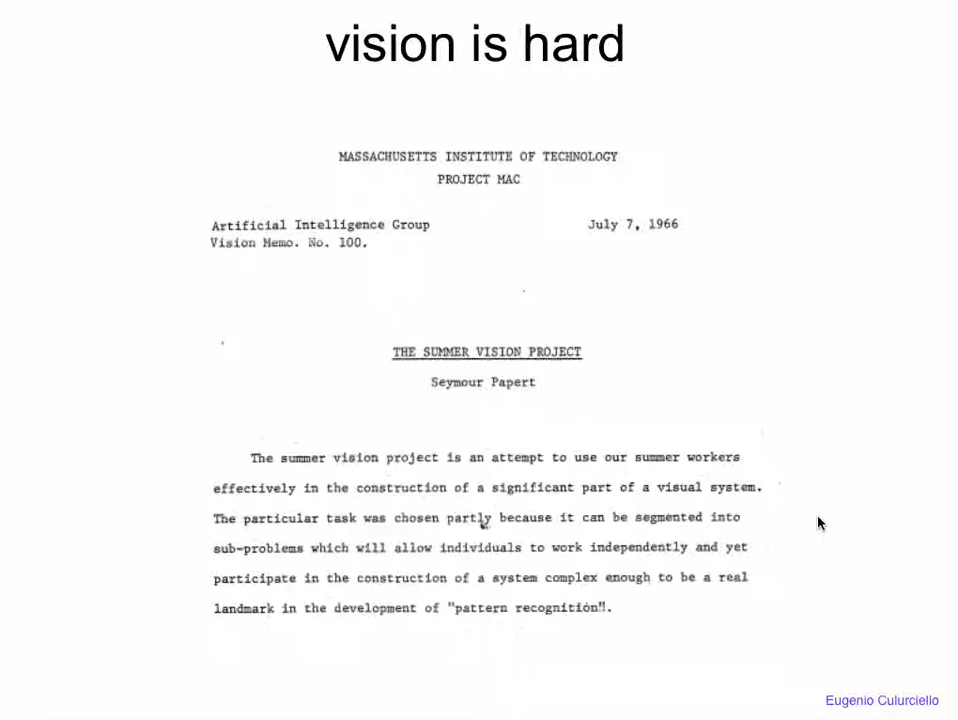 vision is hard
MASSACHUSETTS INSTITUTE OF TECHNOLOGY
PROJECT MAC
Artificial Intelligence Group July 7, 1966
Vision Memo. No. 100.
THE SUMMER VISION PROJECT
Seymour Papert
The summer vision project is an attempt to use our summer workers
effectively in the construction of a significant part of a visual system.
The particular task was chosen partly because it can be segmented into
sub-problems which will allow individuals to work independently and yet
participate in the construction of a system complex enough to be a real
landmark in the development of "pattern recognition".
Eugenio Culurciello